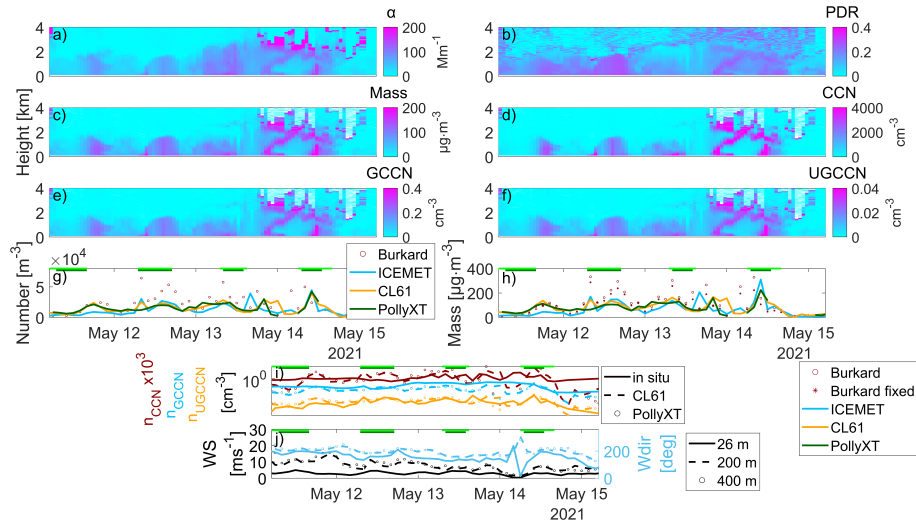 α
a)
4
2
0
200
100
0
Mm⁻¹
PDR
b)
4
2
0
0.4
0.2
0
Height [km]
Mass
c)
4
2
0
200
100
0
μg·m⁻³
CCN
d)
4
2
0
4000
2000
0
cm⁻³
GCCN
e)
4
2
0
0.4
0.2
0
cm⁻³
UGCCN
f)
4
2
0
0.04
0.02
0
cm⁻³
×10⁴
Number [m⁻³]
g)
5
0
Burkard
ICEMET
CL61
PollyXT
May 12
May 13
May 14
May 15
2021
Mass [μg·m⁻³]
h)
400
200
0
May 12
May 13
May 14
May 15
2021
n_CCN ×10³
n_GCCN
n_UGCCN
[cm⁻³]
i)
10⁰
in situ
CL61
PollyXT
Burkard
Burkard fixed
ICEMET
CL61
PollyXT
WS
[ms⁻¹]
j)
30
20
10
0
200
0
Wdir
[deg]
26 m
200 m
400 m
May 12
May 13
May 14
May 15
2021